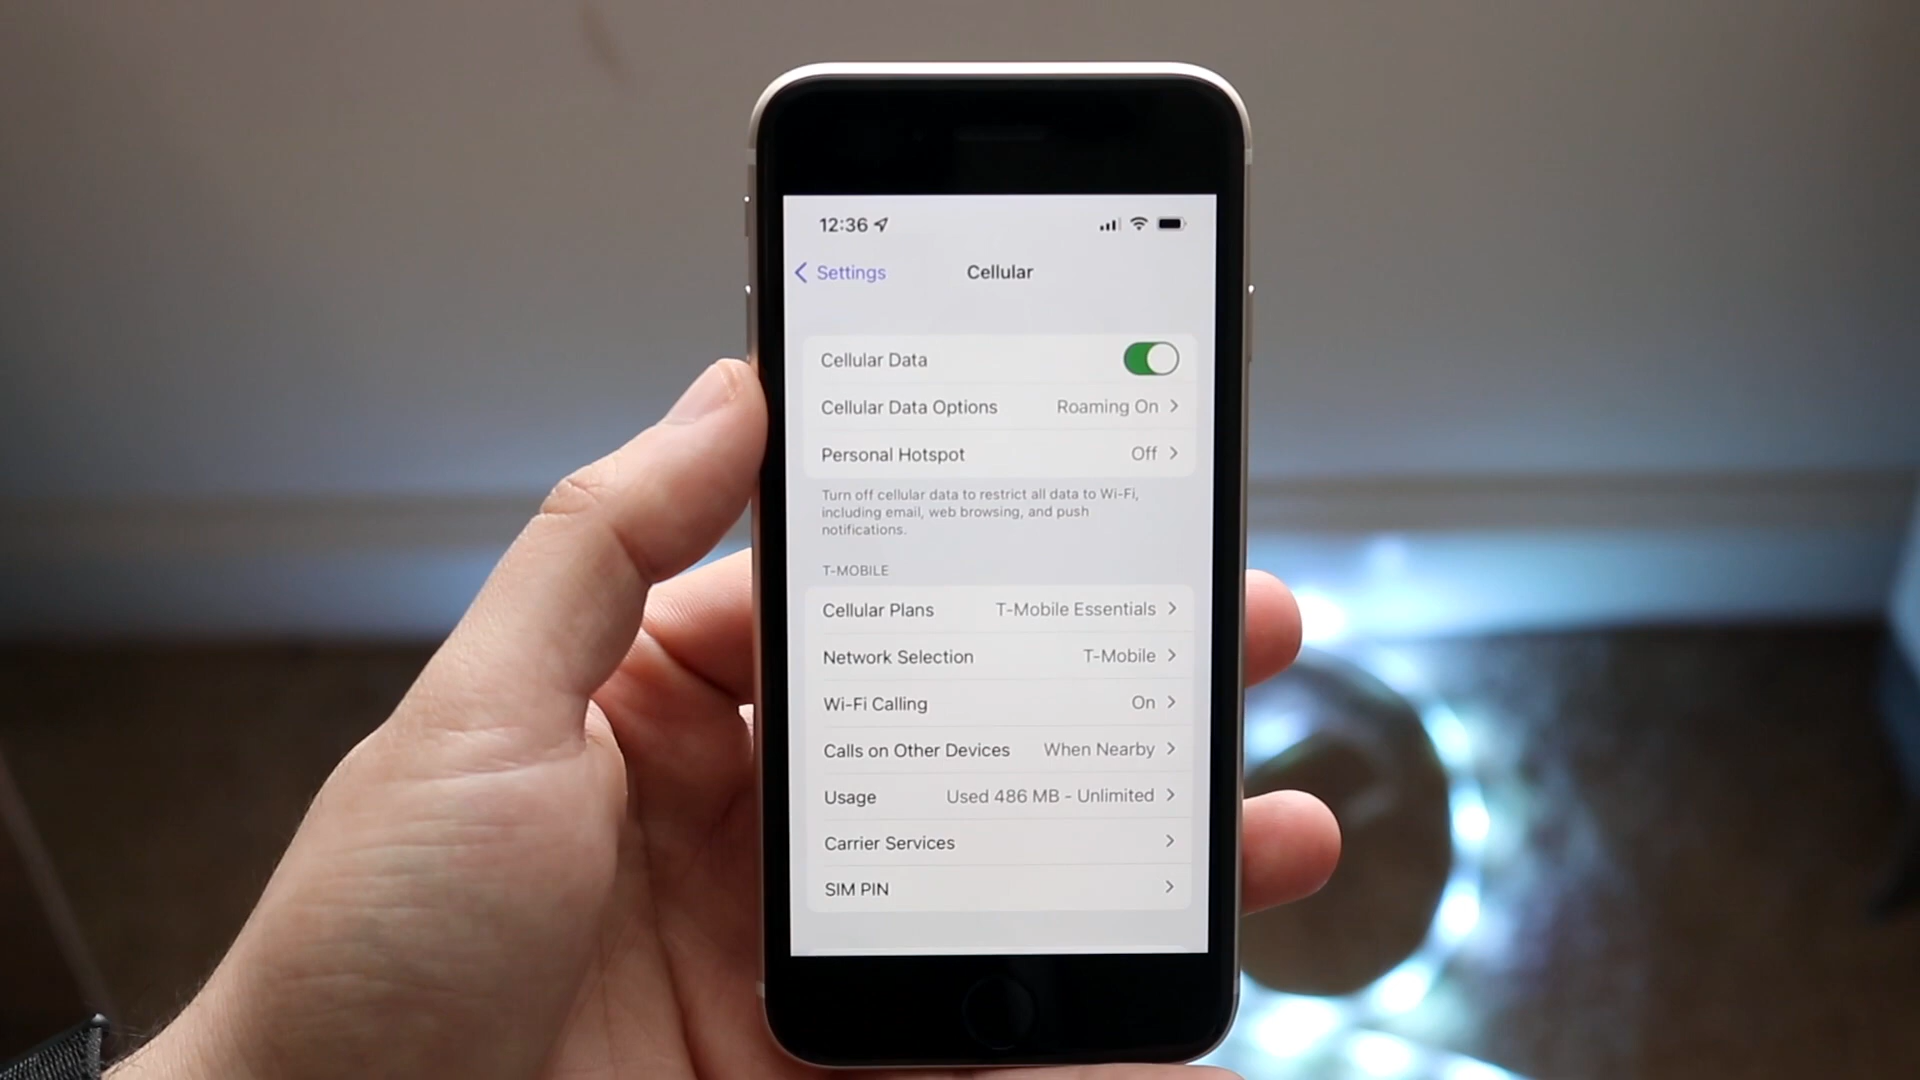 12:36
Settings
Cellular
Cellular Data
Cellular Data Options Roaming On
Personal Hotspot Off
Turn off cellular data to restrict all data to Wi-Fi,
including email, web browsing, and push
notifications.
T-MOBILE
Cellular Plans T-Mobile Essentials
Network Selection T-Mobile
Wi-Fi Calling On
Calls on Other Devices When Nearby
Usage Used 486 MB - Unlimited
Carrier Services
SIM PIN